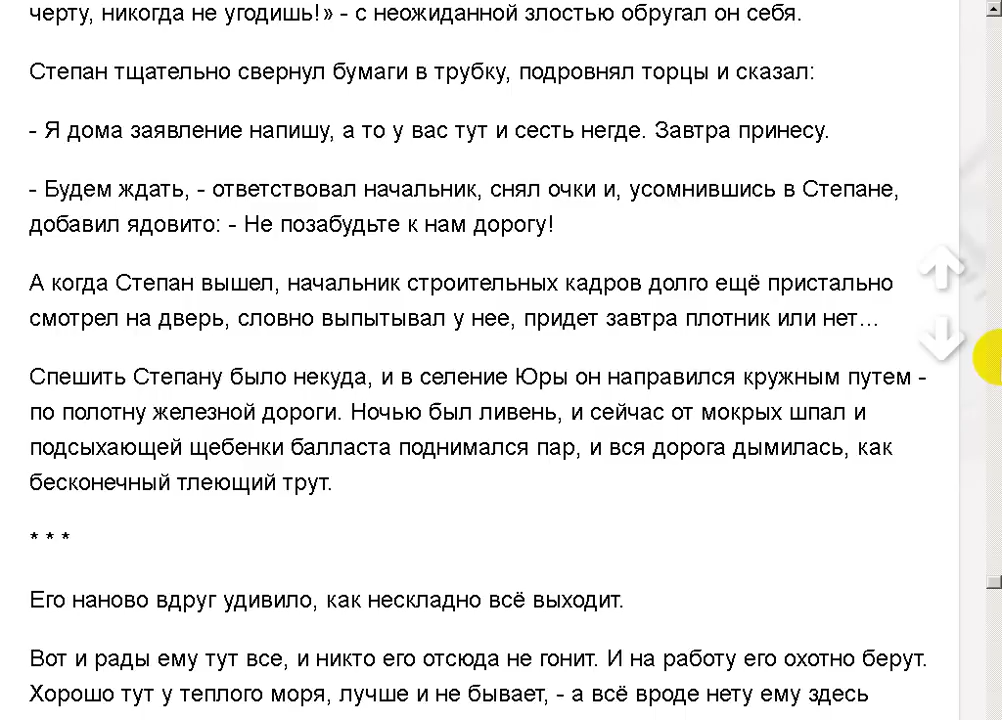 черту, никогда не угодишь!» - с неожиданной злостью обругал он себя.
Степан тщательно свернул бумаги в трубку, подровнял торцы и сказал:
- Я дома заявление напишу, а то у вас тут и сесть негде. Завтра принесу.
- Будем ждать, - ответствовал начальник, снял очки и, усомнившись в Степане,
добавил ядовито: - Не позабудьте к нам дорогу!
А когда Степан вышел, начальник строительных кадров долго ещё пристально
смотрел на дверь, словно выпытывал у нее, придет завтра плотник или нет...
Спешить Степану было некуда, и в селение Юры он направился кружным путем -
по полотну железной дороги. Ночью был ливень, и сейчас от мокрых шпал и
подсыхающей щебенки балласта поднимался пар, и вся дорога дымилась, как
бесконечный тлеющий трут.
* * *
Его наново вдруг удивило, как нескладно всё выходит.
Вот и рады ему тут все, и никто его отсюда не гонит. И на работу его охотно берут.
Хорошо тут у теплого моря, лучше и не бывает, - а всё вроде нету ему здесь